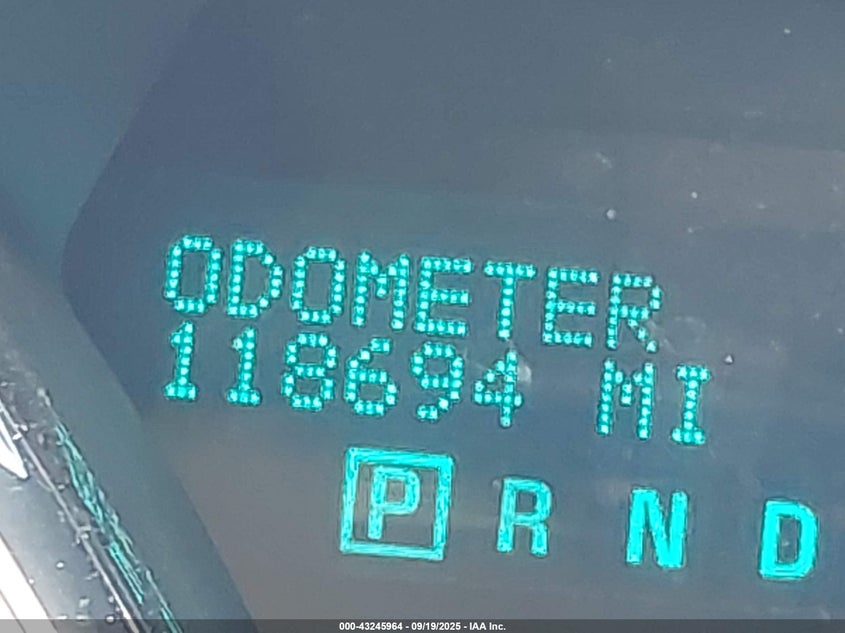 ODOMETER
118694 MI
P R N D
000-43245964 - 09/19/2025 - IAA Inc.